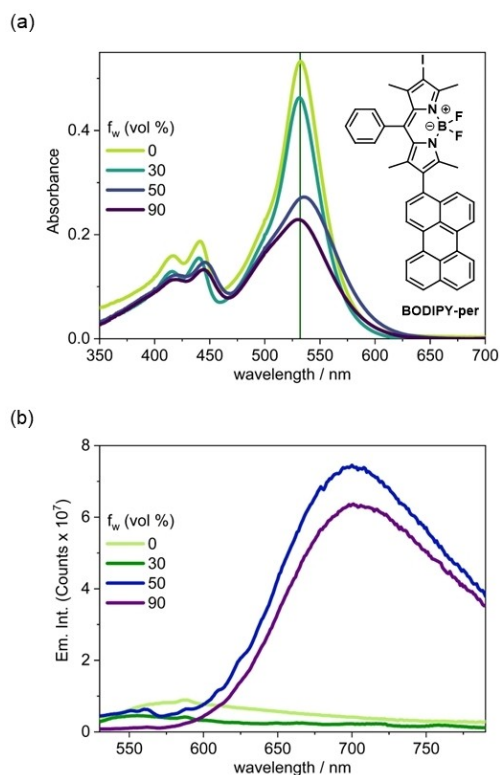 (a)
Absorbance
0.4
0.2
0.0
f_w (vol %)
0
30
50
90
I
N
⊕
B
F
⊖
F
N
BODIPY-per
350 400 450 500 550 600 650 700
wavelength / nm
(b)
Em. Int. (Counts x 10⁷)
8
6
4
2
0
f_w (vol %)
0
30
50
90
550 600 650 700 750
wavelength / nm